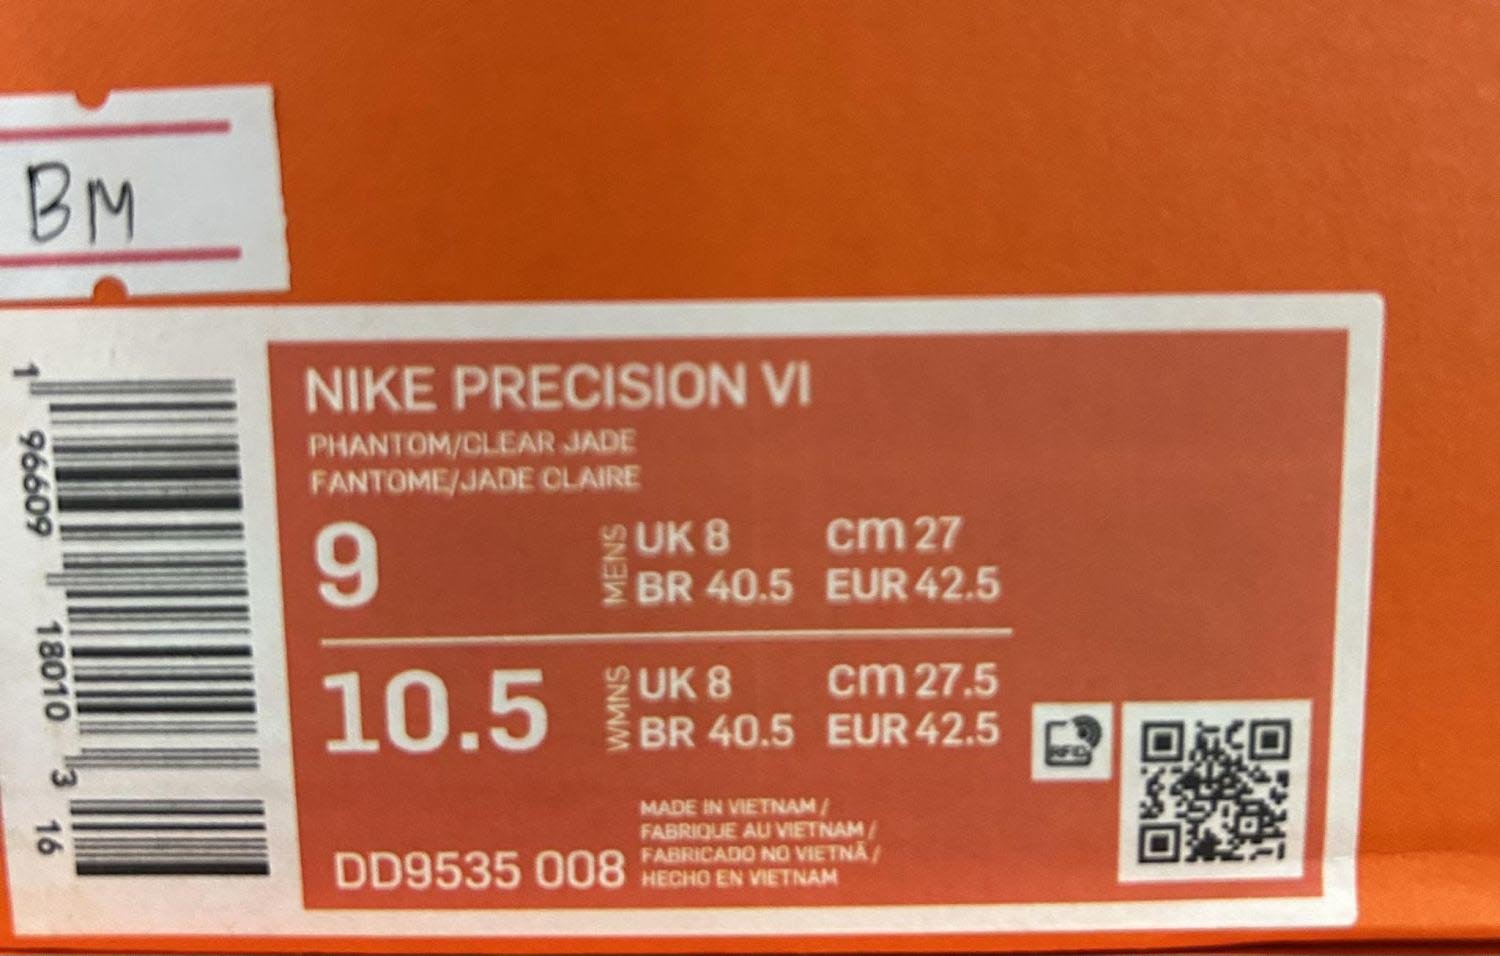 BM
1 96609 18010 3 16
NIKE PRECISION VI
PHANTOM/CLEAR JADE
FANTOME/JADE CLAIRE
9
MENS
UK 8 cm 27
BR 40.5 EUR 42.5
10.5
WMNS
UK 8 cm 27.5
BR 40.5 EUR 42.5
RFID
MADE IN VIETNAM /
FABRIQUE AU VIETNAM /
FABRICADO NO VIETNÃ /
HECHO EN VIETNAM
DD9535 008